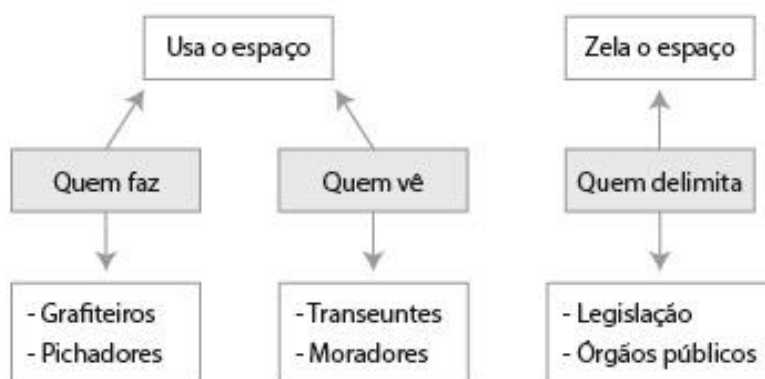 Usa o espaço
Zela o espaço
Quem faz
Quem vê
Quem delimita
- Grafiteiros
- Pichadores
- Transeuntes
- Moradores
- Legislação
- Órgãos públicos